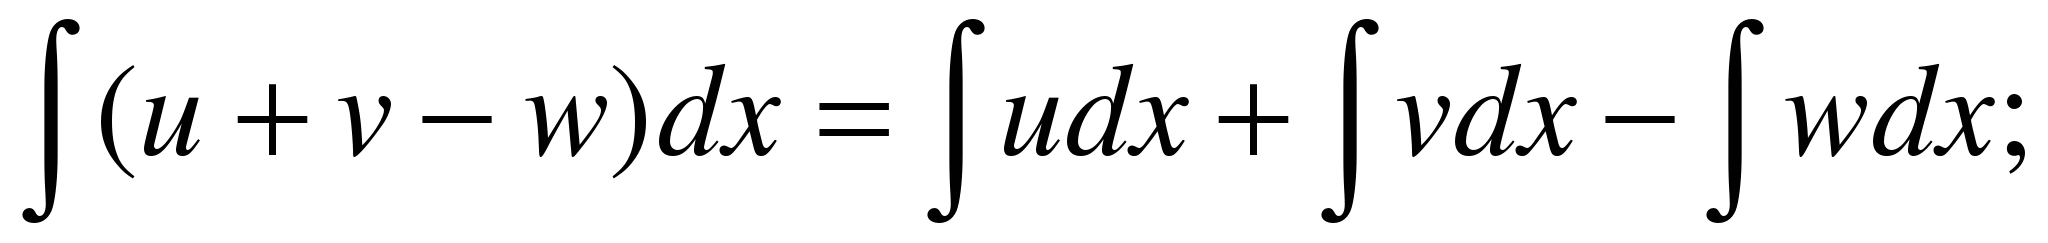 ∫(u + v − w)dx = ∫udx + ∫vdx − ∫wdx;